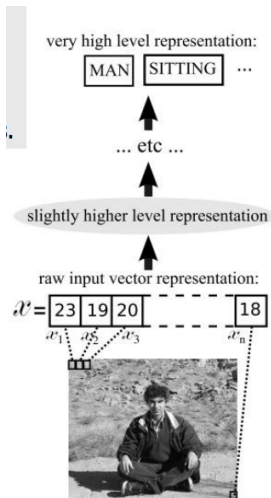 very high level representation:
MAN SITTING ...
... etc ...
slightly higher level representation
raw input vector representation:
x = 23 19 20 18
x1 x2 x3 xn